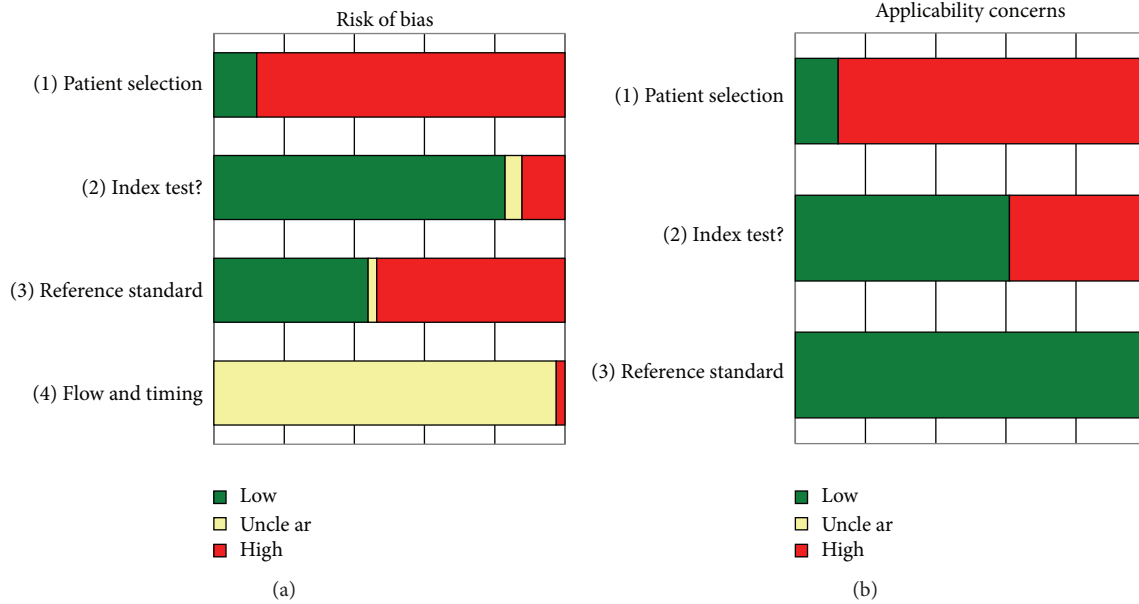 Risk of bias
(1) Patient selection
(2) Index test?
(3) Reference standard
(4) Flow and timing
Low
Uncle ar
High
(a)
Applicability concerns
(1) Patient selection
(2) Index test?
(3) Reference standard
Low
Uncle ar
High
(b)